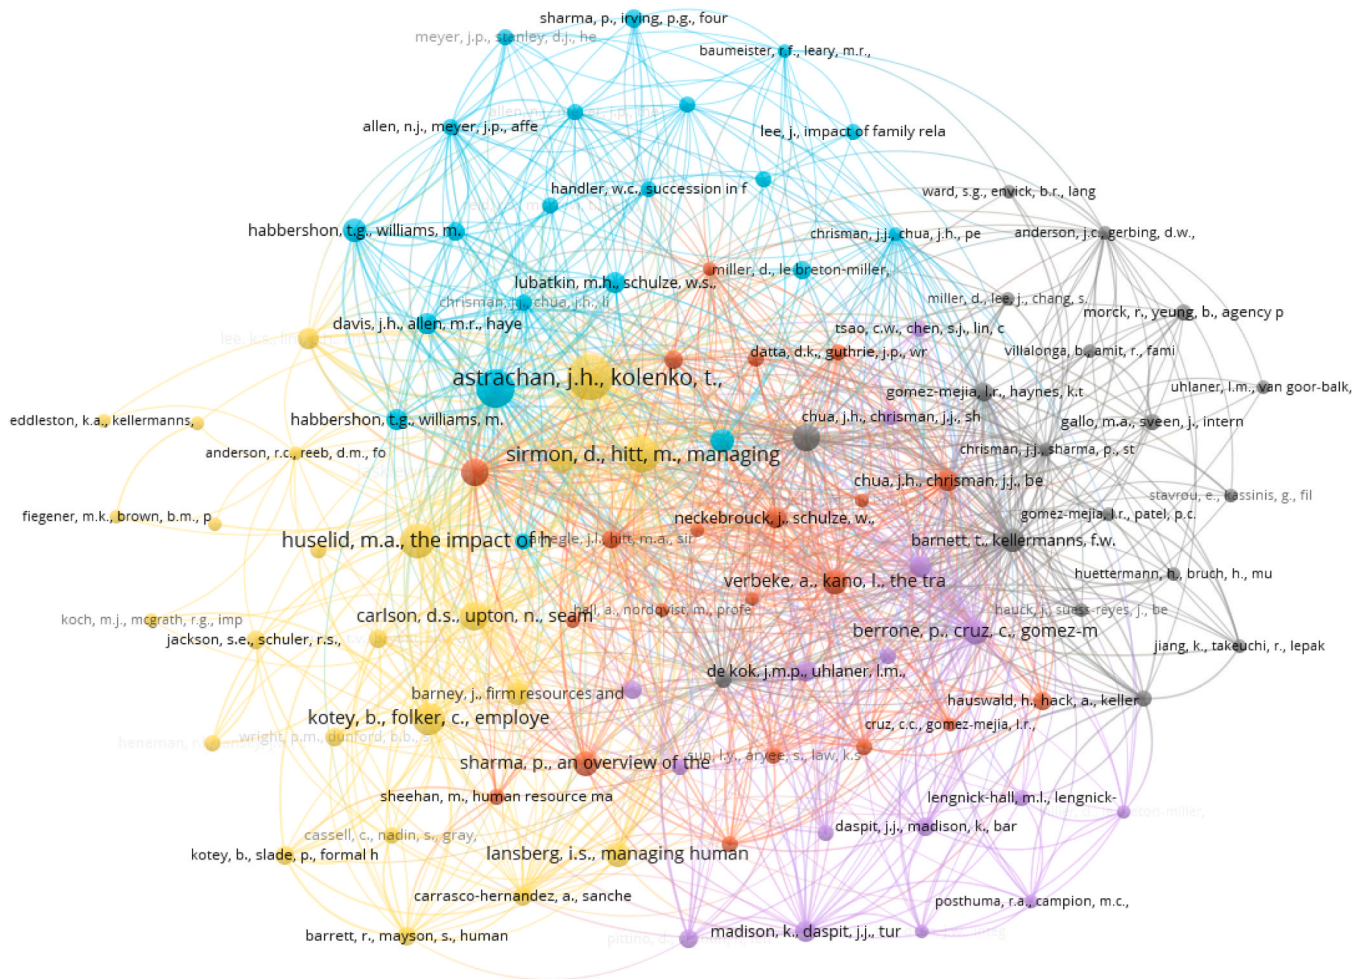 sharma, p., irving, p.g., four
meyer, j.p., stanley, d.j., he
baumeister, r.f., leary, m.r.,
allen, n.j., meyer, j.p., affe
lee, j., impact of family rela
handler, w.c., succession in f
ward, s.g., envick, b.r., lang
habbershon, t.g., williams, m.
chrisman, j.j., chua, j.h., pe
anderson, j.c., gerbing, d.w.,
miller, d., le breton-miller,
lubatkin, m.h., schulze, w.s.,
chrisman, j.j., chua, j.h., li
miller, d., lee, j., chang, s.
morck, r., yeung, b., agency p
davis, j.h., allen, m.r., haye
tsao, c.w., chen, s.j., lin, c
datta, d.k., guthrie, j.p., wr
villalonga, b., amit, r., fami
astrachan, j.h., kolenko, t.,
uhlaner, l.m., van goor-balk,
gomez-mejia, l.r., haynes, k.t
eddleston, k.a., kellermanns,
habbershon, t.g., williams, m.
chua, j.h., chrisman, j.j., sh
gallo, m.a., sveen, j., intern
anderson, r.c., reeb, d.m., fo
sirmon, d., hitt, m., managing
chrisman, j.j., sharma, p., st
chua, j.h., chrisman, j.j., be
stavrou, e., kassinis, g., fil
fiegener, m.k., brown, b.m., p
neckebrouck, j., schulze, w.,
gomez-mejia, l.r., patel, p.c.
huselid, m.a., the impact of h
carnegie, j.l., hitt, m.a., sir
barnett, t., kellermanns, f.w.
huettermann, h., bruch, h., mu
verbeke, a., kano, l., the tra
koch, m.j., mcgrath, r.g., imp
carlson, d.s., upton, n., seam
hall, a., nordqvist, m., profe
hauck, j., suess-reyes, j., be
jackson, s.e., schuler, r.s.,
berrone, p., cruz, c., gomez-m
jiang, k., takeuchi, r., lepak
de kok, j.m.p., uhlaner, l.m.,
barney, j., firm resources and
hauswald, h., hack, a., keller
kotey, b., folker, c., employe
cruz, c.c., gomez-mejia, l.r.,
wright, p.m., dunford, b.b., s
sharma, p., an overview of the
sun, l.y., aryee, s., law, k.s
sheehan, m., human resource ma
lengnick-hall, m.l., lengnick-
cassell, c., nadin, s., gray,
daspit, j.j., madison, k., bar
kotey, b., slade, p., formal h
lansberg, i.s., managing human
carrasco-hernandez, a., sanche
posthuma, r.a., campion, m.c.,
barrett, r., mayson, s., human
madison, k., daspit, j.j., tur